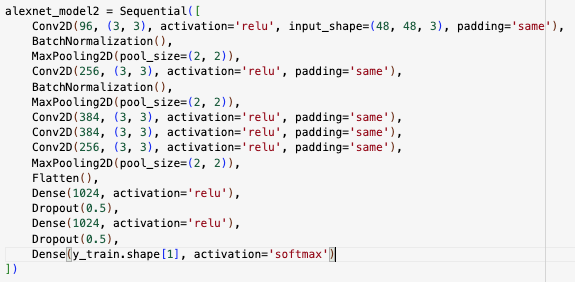 alexnet_model2 = Sequential([
    Conv2D(96, (3, 3), activation='relu', input_shape=(48, 48, 3), padding='same'),
    BatchNormalization(),
    MaxPooling2D(pool_size=(2, 2)),
    Conv2D(256, (3, 3), activation='relu', padding='same'),
    BatchNormalization(),
    MaxPooling2D(pool_size=(2, 2)),
    Conv2D(384, (3, 3), activation='relu', padding='same'),
    Conv2D(384, (3, 3), activation='relu', padding='same'),
    Conv2D(256, (3, 3), activation='relu', padding='same'),
    MaxPooling2D(pool_size=(2, 2)),
    Flatten(),
    Dense(1024, activation='relu'),
    Dropout(0.5),
    Dense(1024, activation='relu'),
    Dropout(0.5),
    Dense(y_train.shape[1], activation='softmax')
])